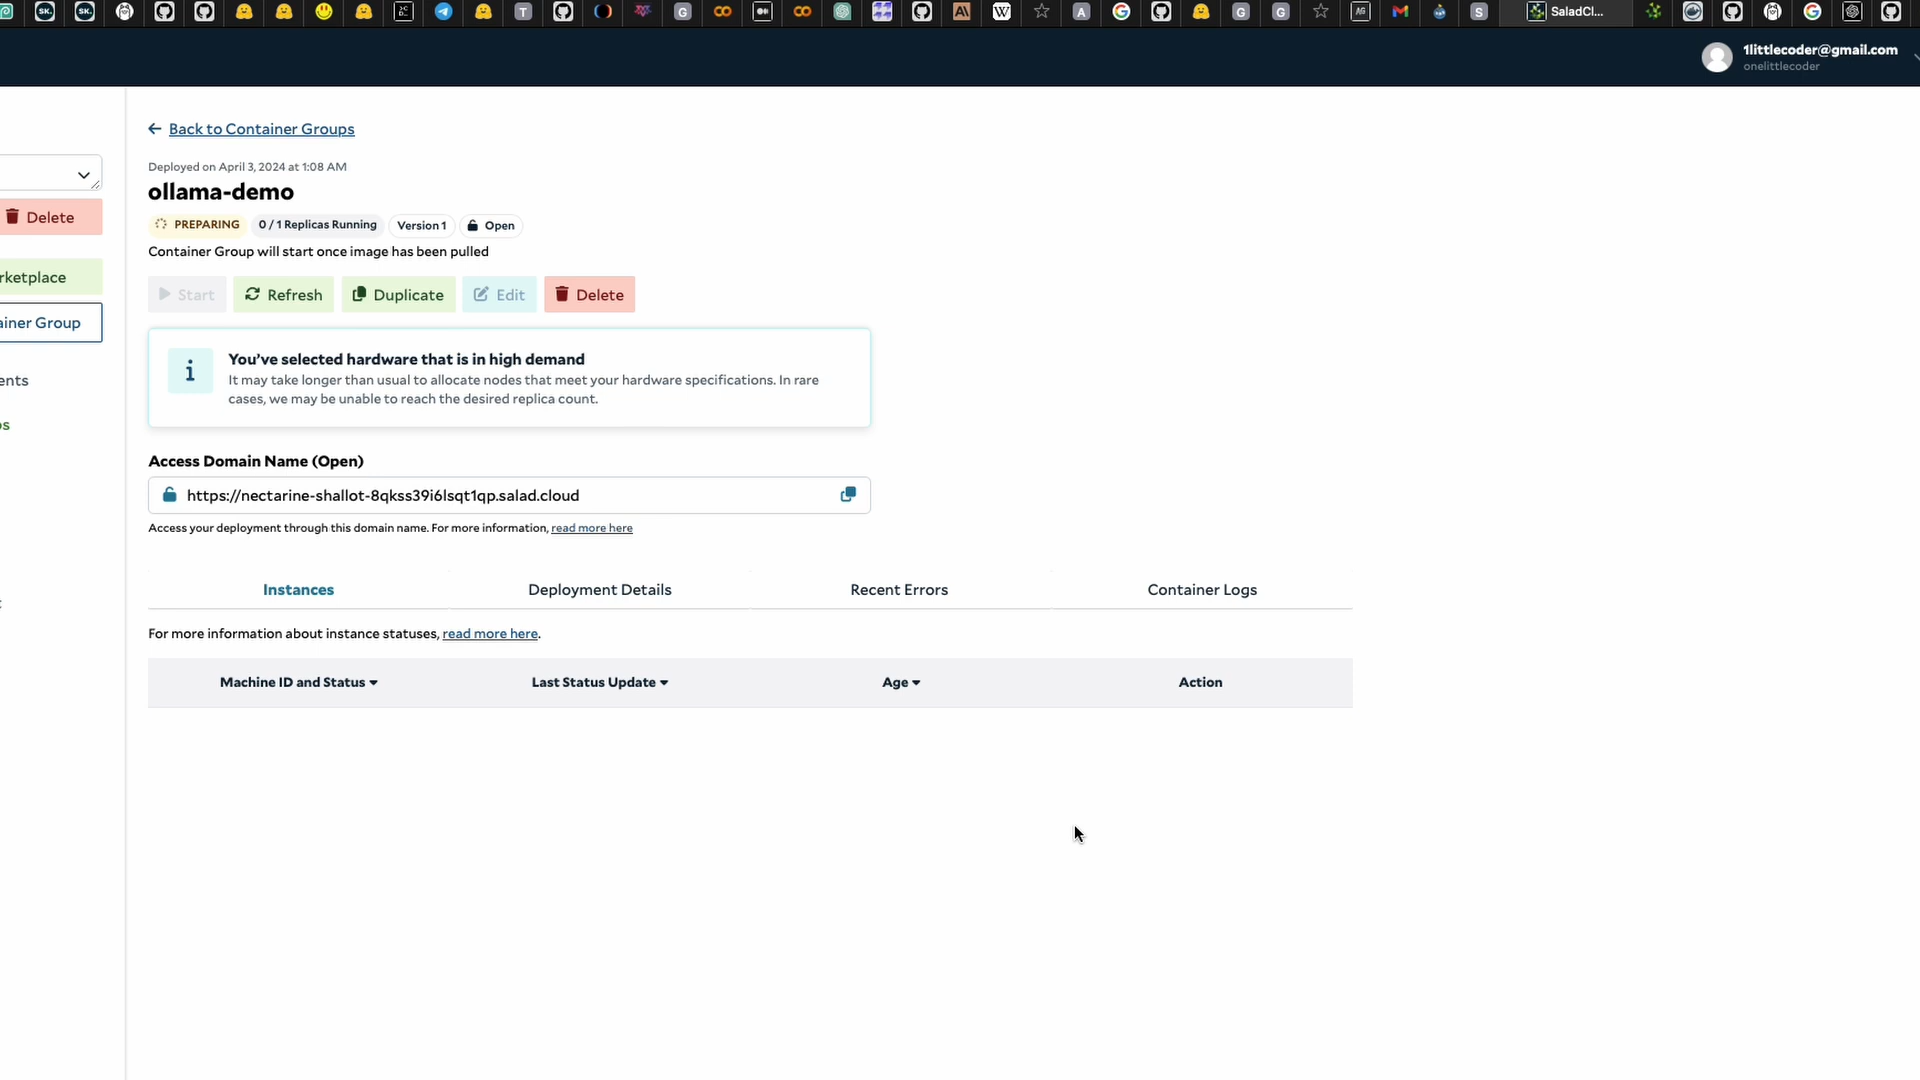 SaladCl...
1littlecoder@gmail.com
onelittlecoder
Delete
rketplace
ainer Group
ents
Back to Container Groups
Deployed on April 3, 2024 at 1:08 AM
ollama-demo
PREPARING
0 / 1 Replicas Running
Version 1
Open
Container Group will start once image has been pulled
Start
Refresh
Duplicate
Edit
Delete
You've selected hardware that is in high demand
It may take longer than usual to allocate nodes that meet your hardware specifications. In rare
cases, we may be unable to reach the desired replica count.
Access Domain Name (Open)
https://nectarine-shallot-8qkss39i6lsqt1qp.salad.cloud
Access your deployment through this domain name. For more information, read more here
Instances
Deployment Details
Recent Errors
Container Logs
For more information about instance statuses, read more here.
Machine ID and Status
Last Status Update
Age
Action